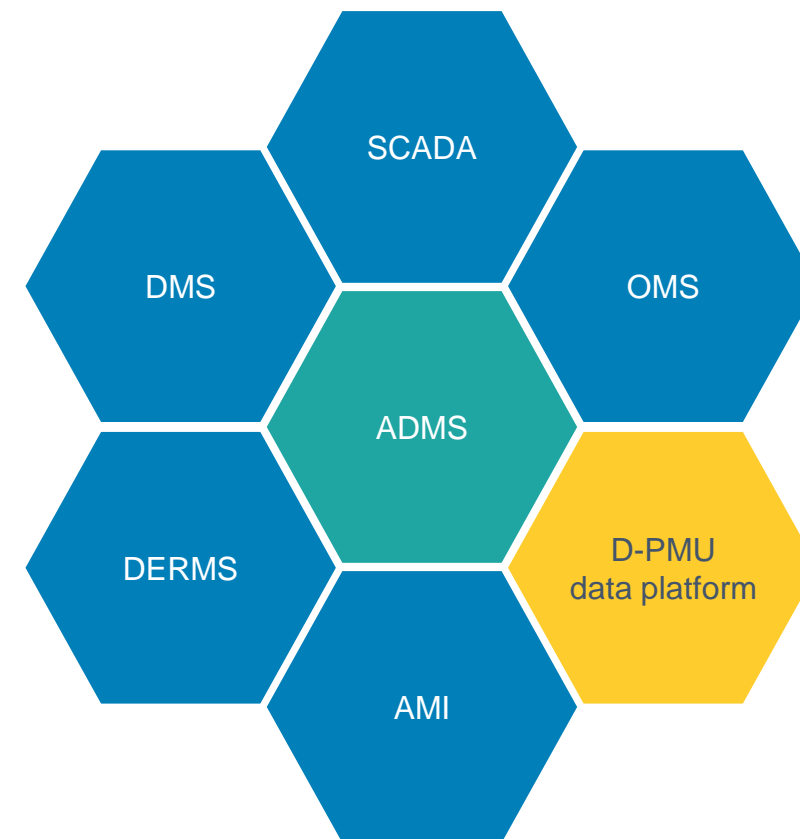 SCADA
DMS
OMS
ADMS
DERMS
D-PMU
data platform
AMI